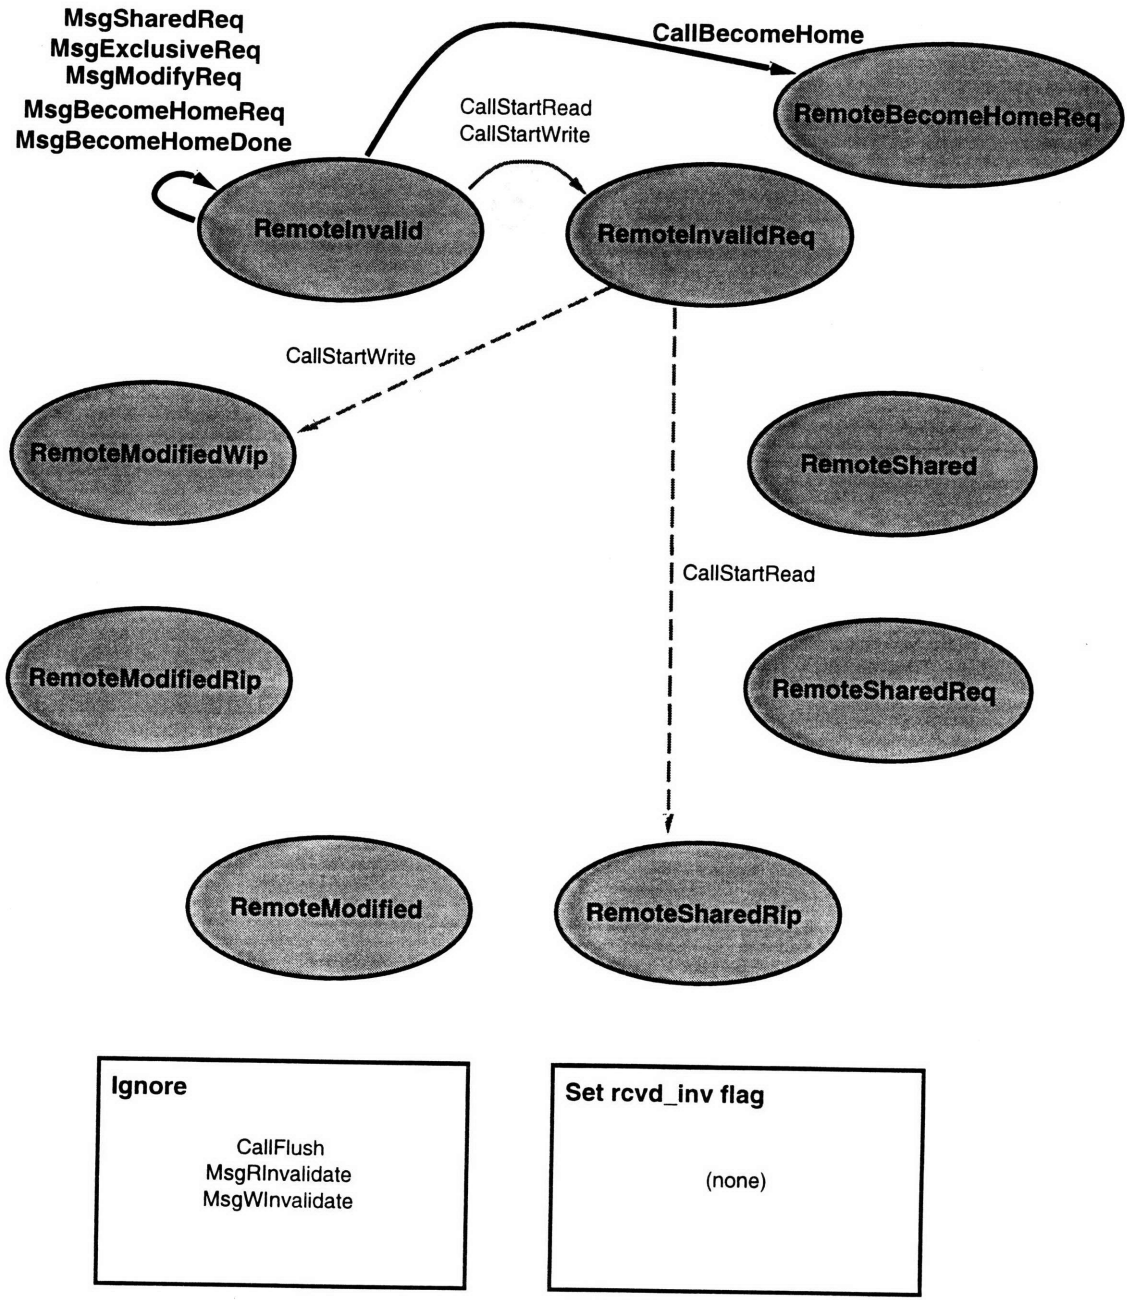 MsgSharedReq
MsgExclusiveReq
MsgModifyReq
MsgBecomeHomeReq
MsgBecomeHomeDone
CallBecomeHome
RemoteBecomeHomeReq
CallStartRead
CallStartWrite
RemoteInvalid
RemoteInvalidReq
CallStartWrite
RemoteModifiedWip
RemoteShared
CallStartRead
RemoteModifiedRip
RemoteSharedReq
RemoteModified
RemoteSharedRip
Ignore
CallFlush
MsgRInvalidate
MsgWInvalidate
Set rcvd_inv flag
(none)